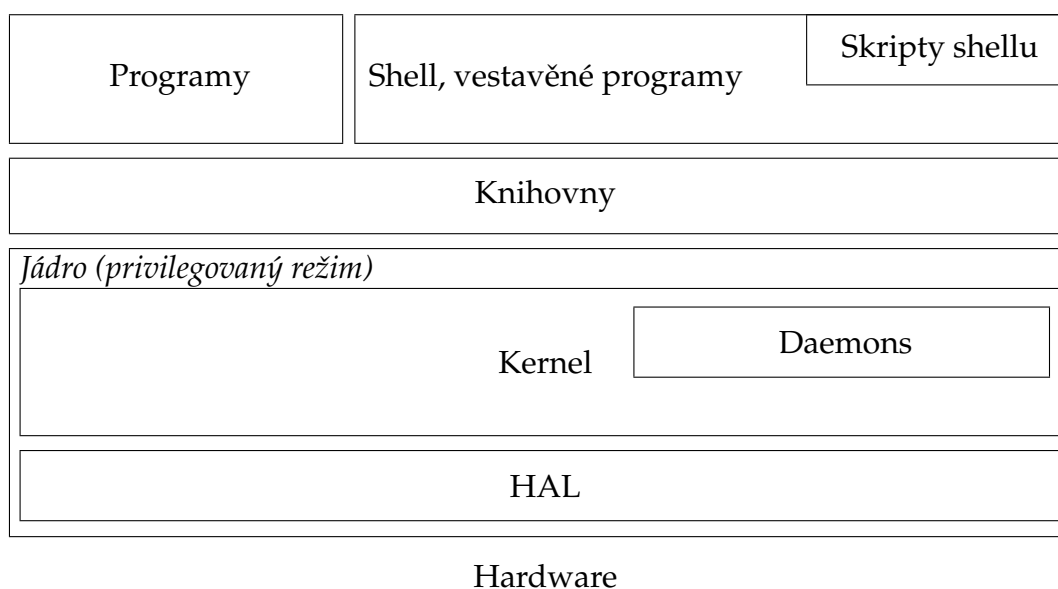 Programy
Shell, vestavěné programy
Skripty shellu
Knihovny
Jádro (privilegovaný režim)
Kernel
Daemons
HAL
Hardware